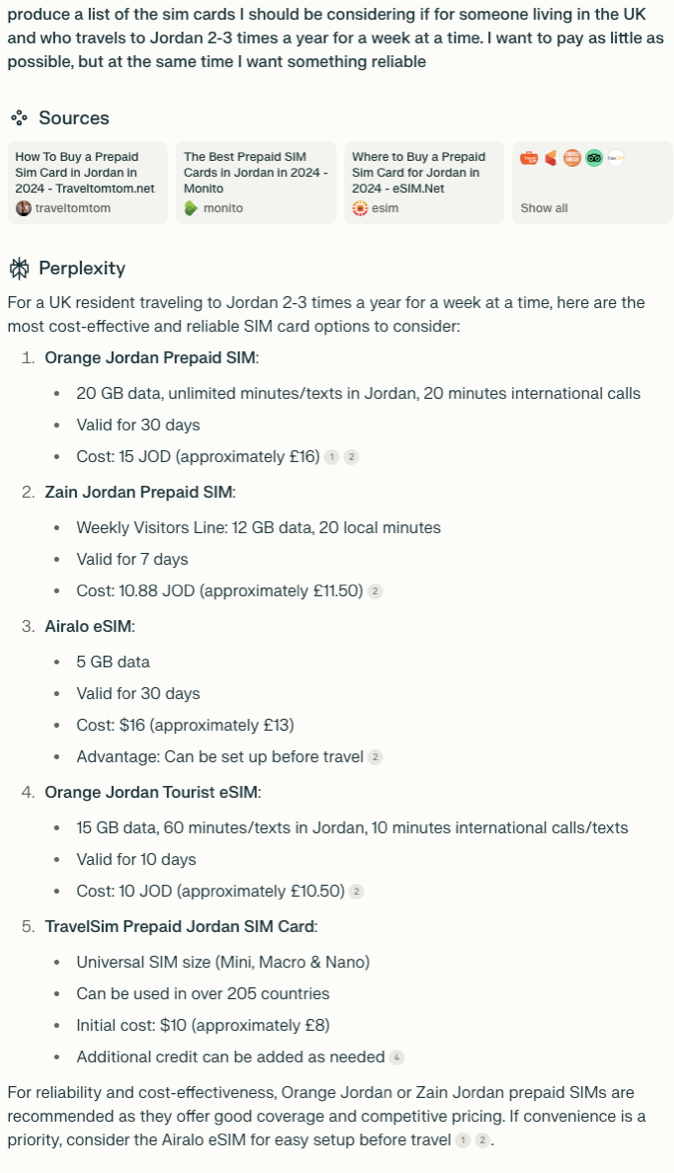 produce a list of the sim cards I should be considering if for someone living in the UK
and who travels to Jordan 2-3 times a year for a week at a time. I want to pay as little as
possible, but at the same time I want something reliable
Sources
How To Buy a Prepaid
Sim Card in Jordan in
2024 - Traveltomtom.net
traveltomtom
The Best Prepaid SIM
Cards in Jordan in 2024 -
Monito
monito
Where to Buy a Prepaid
Sim Card for Jordan in
2024 - eSIM.Net
esim
Show all
Perplexity
For a UK resident traveling to Jordan 2-3 times a year for a week at a time, here are the
most cost-effective and reliable SIM card options to consider:
1. Orange Jordan Prepaid SIM:
• 20 GB data, unlimited minutes/texts in Jordan, 20 minutes international calls
• Valid for 30 days
• Cost: 15 JOD (approximately £16) 1 2
2. Zain Jordan Prepaid SIM:
• Weekly Visitors Line: 12 GB data, 20 local minutes
• Valid for 7 days
• Cost: 10.88 JOD (approximately £11.50) 2
3. Airalo eSIM:
• 5 GB data
• Valid for 30 days
• Cost: $16 (approximately £13)
• Advantage: Can be set up before travel 2
4. Orange Jordan Tourist eSIM:
• 15 GB data, 60 minutes/texts in Jordan, 10 minutes international calls/texts
• Valid for 10 days
• Cost: 10 JOD (approximately £10.50) 2
5. TravelSim Prepaid Jordan SIM Card:
• Universal SIM size (Mini, Macro & Nano)
• Can be used in over 205 countries
• Initial cost: $10 (approximately £8)
• Additional credit can be added as needed 4
For reliability and cost-effectiveness, Orange Jordan or Zain Jordan prepaid SIMs are
recommended as they offer good coverage and competitive pricing. If convenience is a
priority, consider the Airalo eSIM for easy setup before travel 1 2.